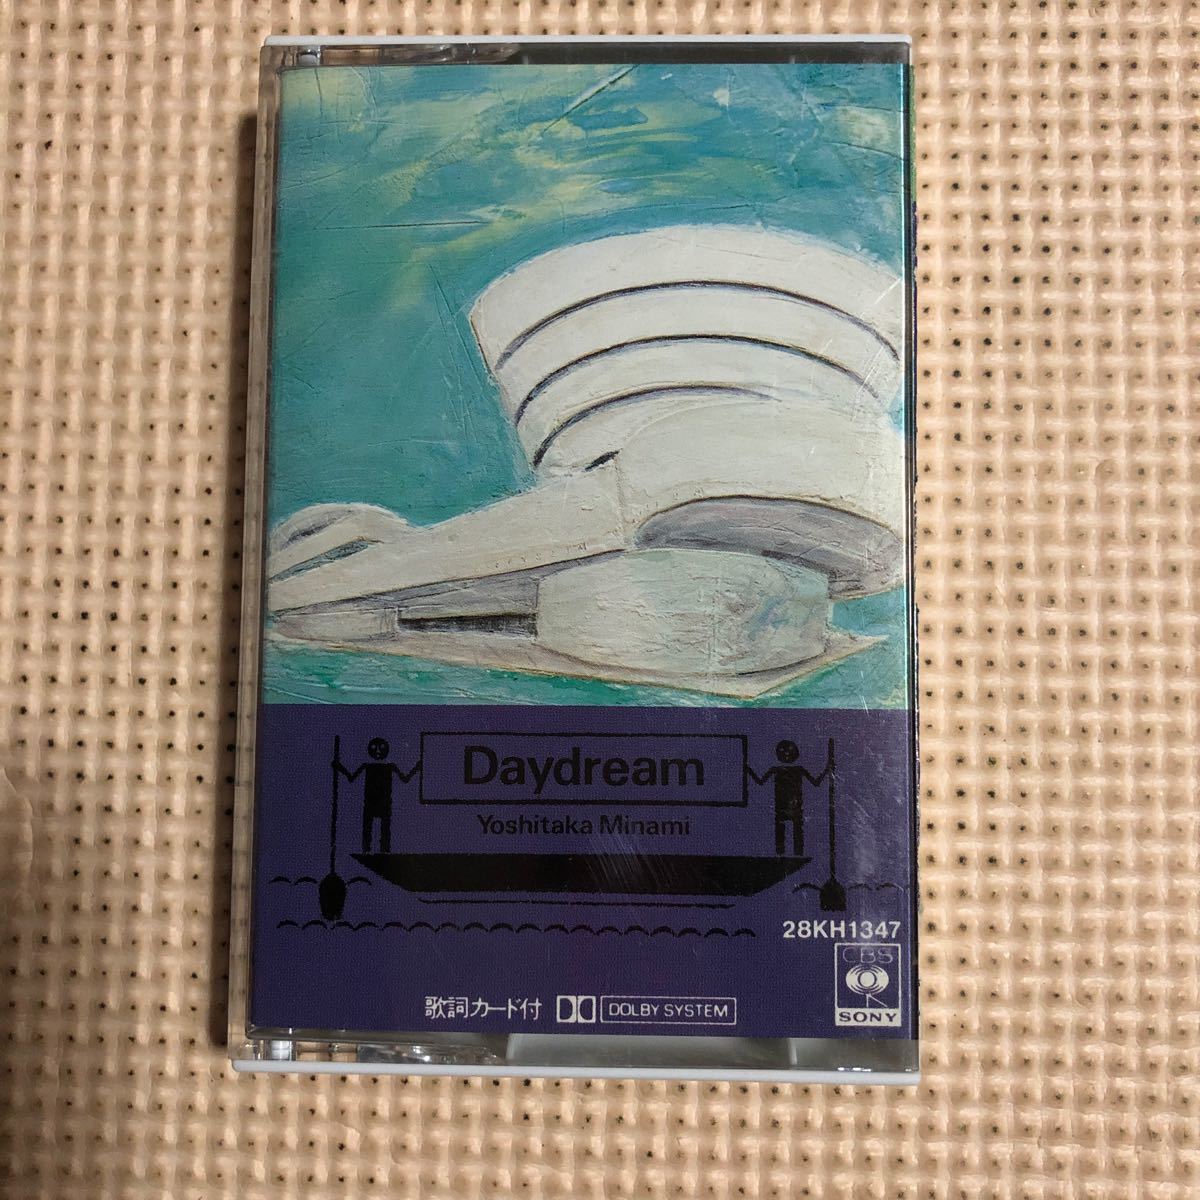 Daydream
Yoshitaka Minami
28KH1347
CBS
SONY
歌詞カード付 DOLBY SYSTEM